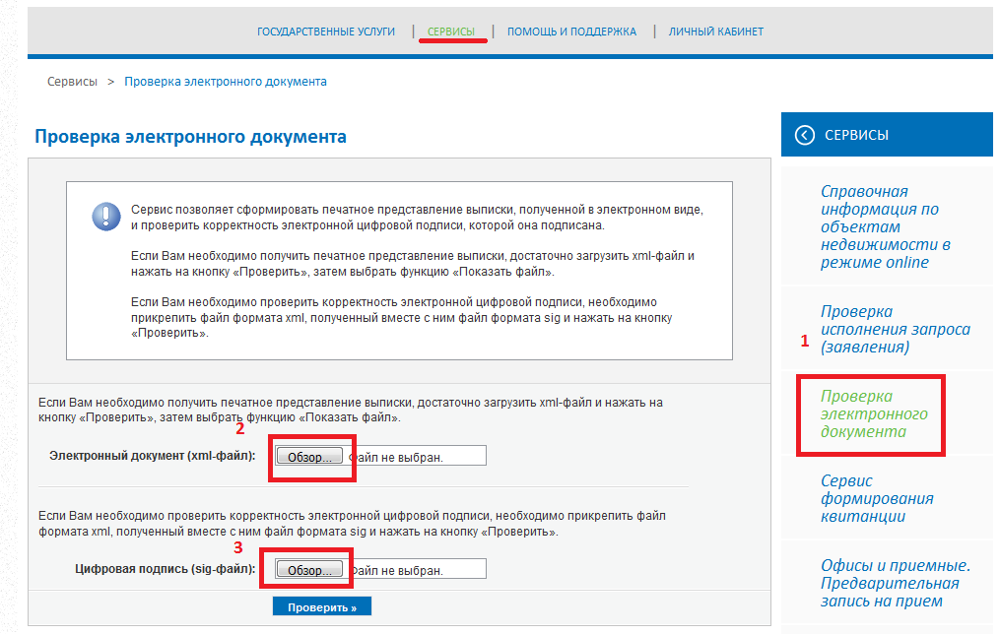 ГОСУДАРСТВЕННЫЕ УСЛУГИ | СЕРВИСЫ | ПОМОЩЬ И ПОДДЕРЖКА | ЛИЧНЫЙ КАБИНЕТ
Сервисы > Проверка электронного документа
Проверка электронного документа
Сервис позволяет сформировать печатное представление выписки, полученной в электронном виде,
и проверить корректность электронной цифровой подписи, которой она подписана.
Если Вам необходимо получить печатное представление выписки, достаточно загрузить xml-файл и
нажать на кнопку «Проверить», затем выбрать функцию «Показать файл».
Если Вам необходимо проверить корректность электронной цифровой подписи, необходимо
прикрепить файл формата xml, полученный вместе с ним файл формата sig и нажать на кнопку
«Проверить».
Если Вам необходимо получить печатное представление выписки, достаточно загрузить xml-файл и нажать на
кнопку «Проверить», затем выбрать функцию «Показать файл».
2
Электронный документ (xml-файл): Обзор... Файл не выбран.
Если Вам необходимо проверить корректность электронной цифровой подписи, необходимо прикрепить файл
формата xml, полученный вместе с ним файл формата sig и нажать на кнопку «Проверить».
3
Цифровая подпись (sig-файл): Обзор... Файл не выбран.
Проверить »
СЕРВИСЫ
Справочная
информация по
объектам
недвижимости в
режиме online
Проверка
исполнения запроса
(заявления)
1
Проверка
электронного
документа
Сервис
формирования
квитанции
Офисы и приемные.
Предварительная
запись на прием